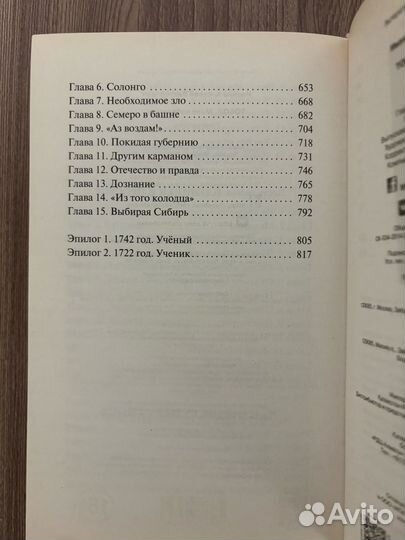 Глава 6. Солонго 653
Глава 7. Необходимое зло 668
Глава 8. Семеро в башне 682
Глава 9. «Аз воздам!» 704
Глава 10. Покидая губернию 718
Глава 11. Другим карманом 731
Глава 12. Отечество и правда 746
Глава 13. Дознание 765
Глава 14. «Из того колодца» 778
Глава 15. Выбирая Сибирь 792
Эпилог 1. 1742 год. Учёный 805
Эпилог 2. 1722 год. Ученик 817
Avito